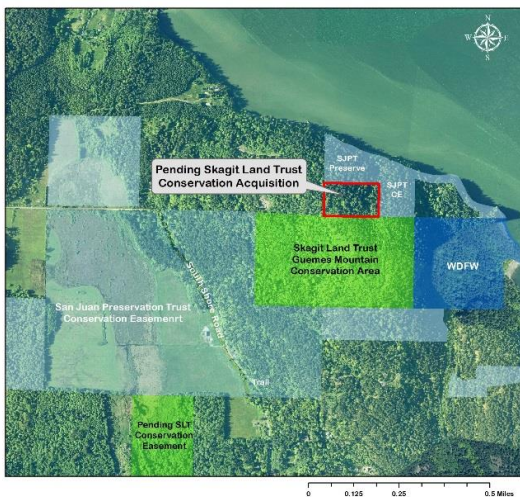 N
W E
S
SJPT
Preserve
Pending Skagit Land Trust
Conservation Acquisition
SJPT
CE
Skagit Land Trust
Guemes Mountain
Conservation Area
WDFW
South Shore Road
San Juan Preservation Trust
Conservation Easemenrt
Trail
Pending SLT
Conservation
Easement
0 0.125 0.25 0.5 Miles